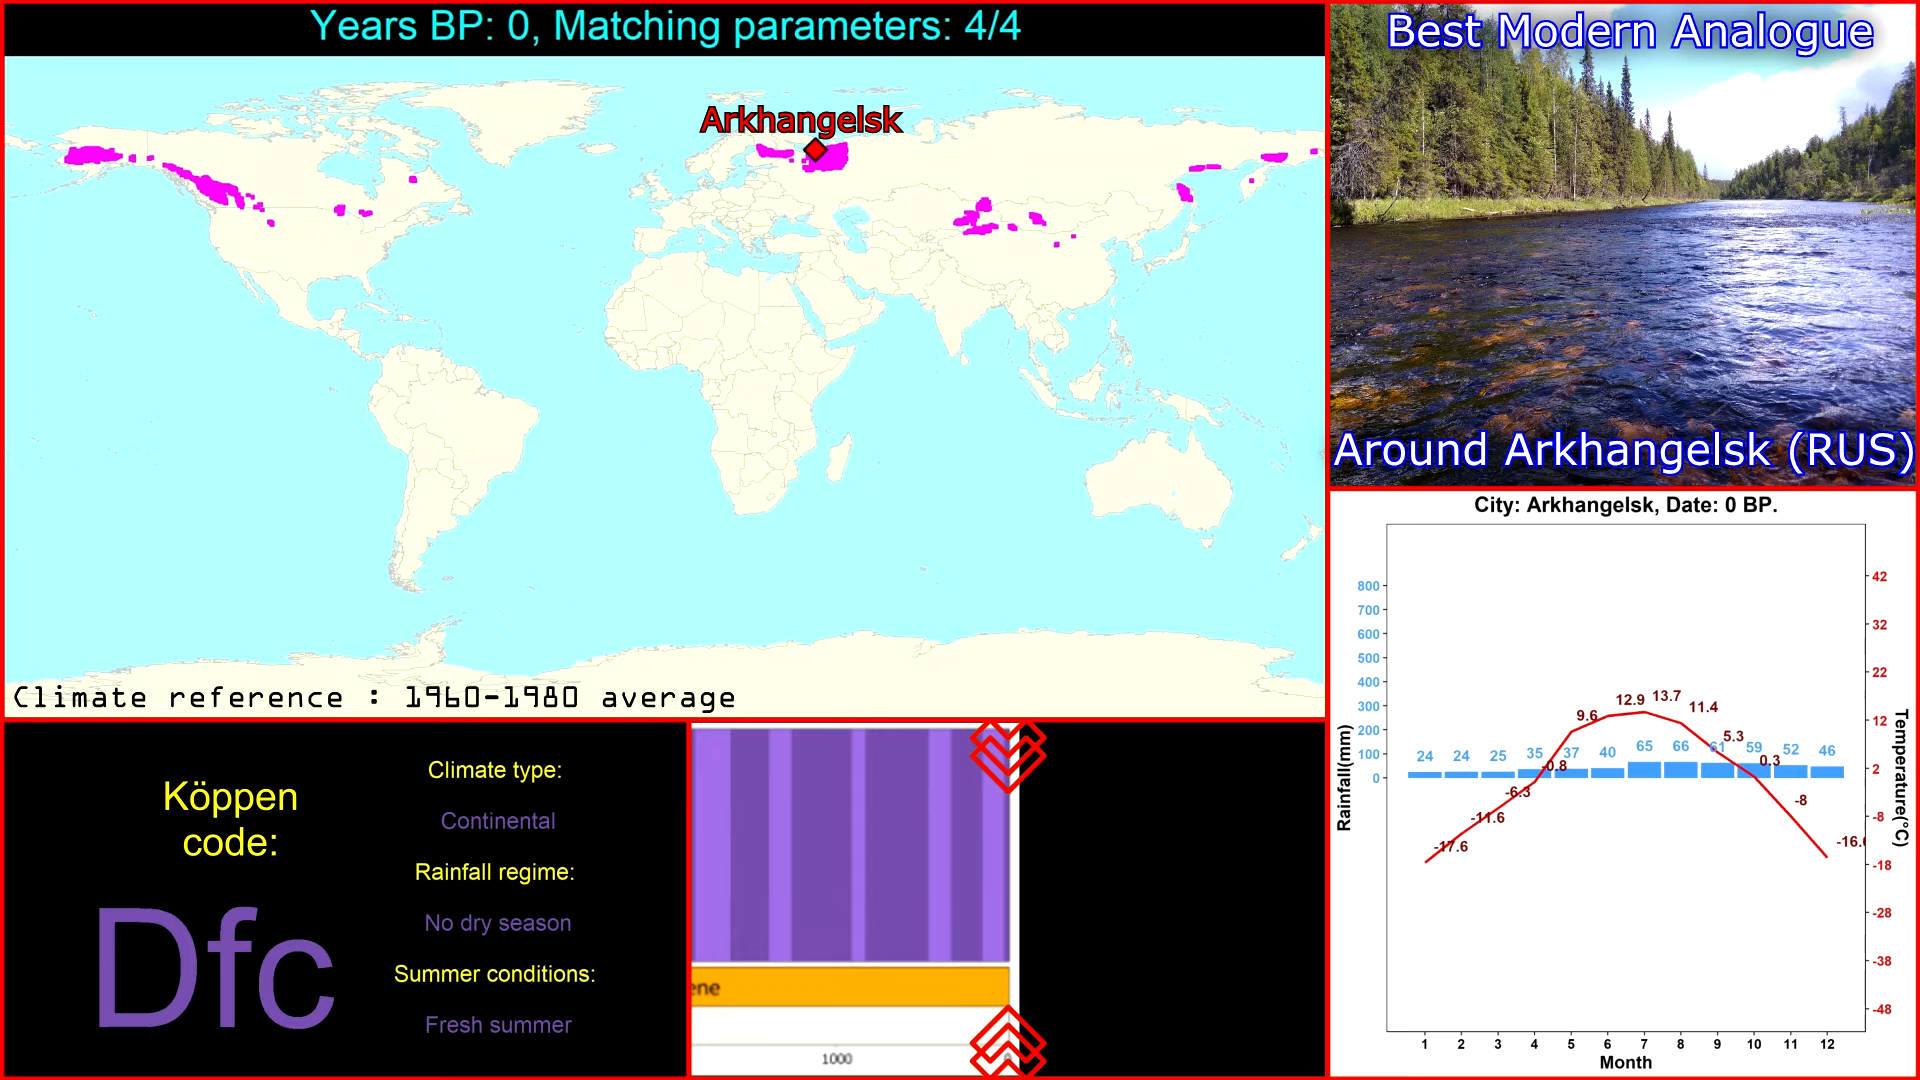 Years BP: 0, Matching parameters: 4/4
Arkhangelsk
Climate reference : 1960-1980 average
Best Modern Analogue
Around Arkhangelsk (RUS)
City: Arkhangelsk, Date: 0 BP.
Rainfall(mm)
800
700
600
500
400
300
200
100
0
24 24 25 35 37 40 65 66 61 59 52 46
-17.6 -11.6 -6.3 -0.8 9.6 12.9 13.7 11.4 5.3 0.3 -8
Temperature(°C)
42
32
22
12
2
-8
-18
-28
-38
-48
1 2 3 4 5 6 7 8 9 10 11 12
Month
Köppen
code:
Dfc
Climate type:
Continental
Rainfall regime:
No dry season
Summer conditions:
Fresh summer
ene
1000